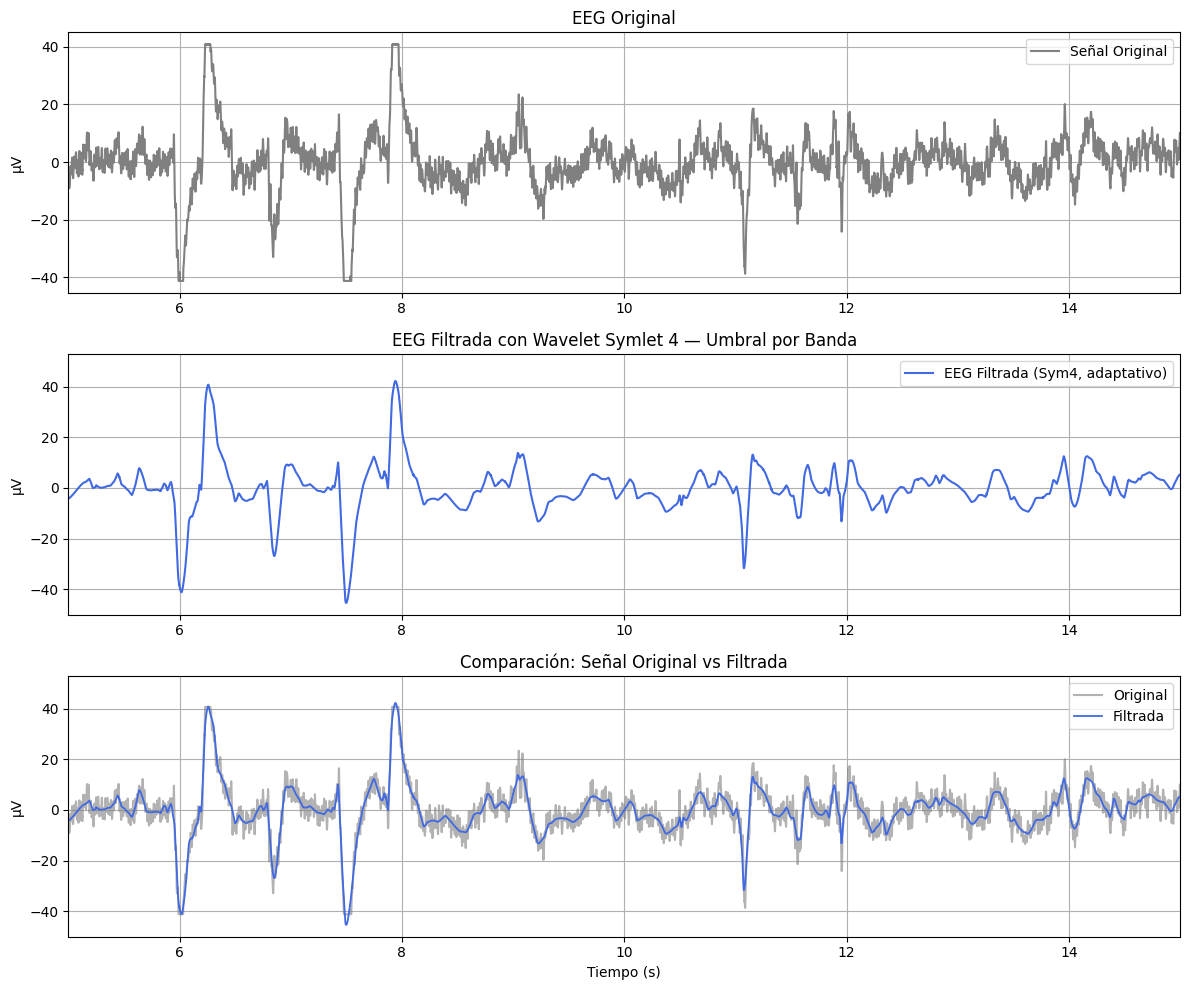 EEG Original
Señal Original
µV
40
20
0
−20
−40
6
8
10
12
14
EEG Filtrada con Wavelet Symlet 4 — Umbral por Banda
EEG Filtrada (Sym4, adaptativo)
µV
40
20
0
−20
−40
6
8
10
12
14
Comparación: Señal Original vs Filtrada
Original
Filtrada
µV
40
20
0
−20
−40
6
8
10
12
14
Tiempo (s)